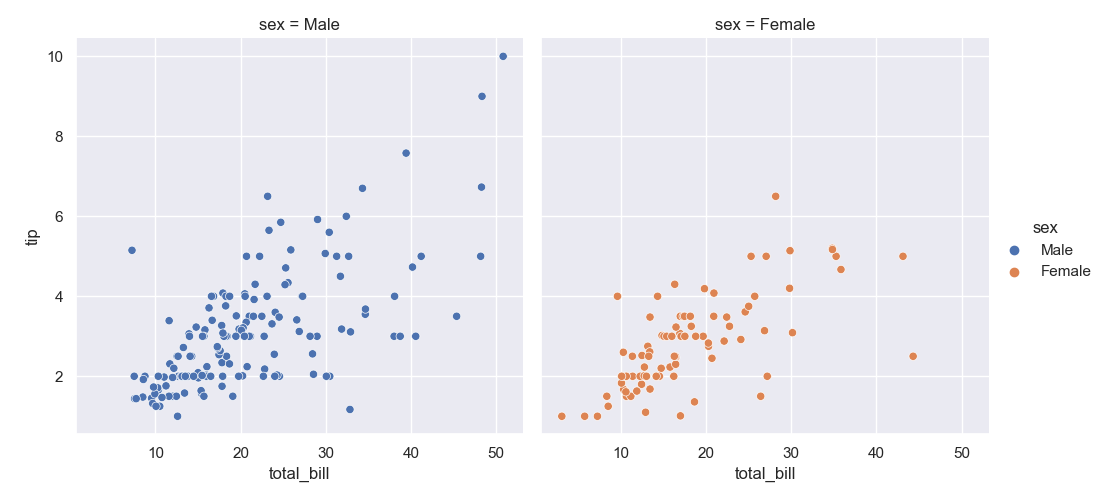 sex = Male
sex = Female
10
8
6
4
2
tip
10 20 30 40 50
10 20 30 40 50
total_bill
total_bill
sex
Male
Female